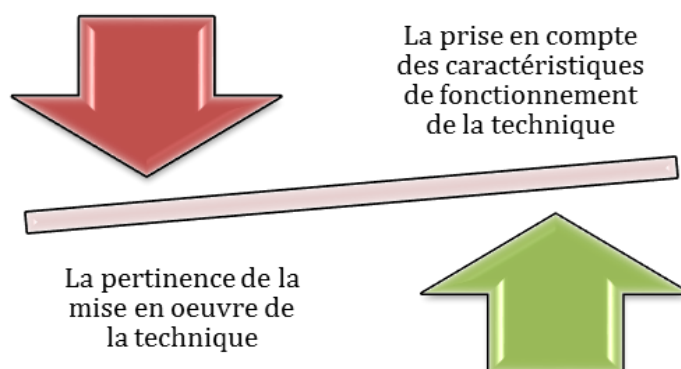 La prise en compte
des caractéristiques
de fonctionnement
de la technique
La pertinence de la
mise en oeuvre de
la technique